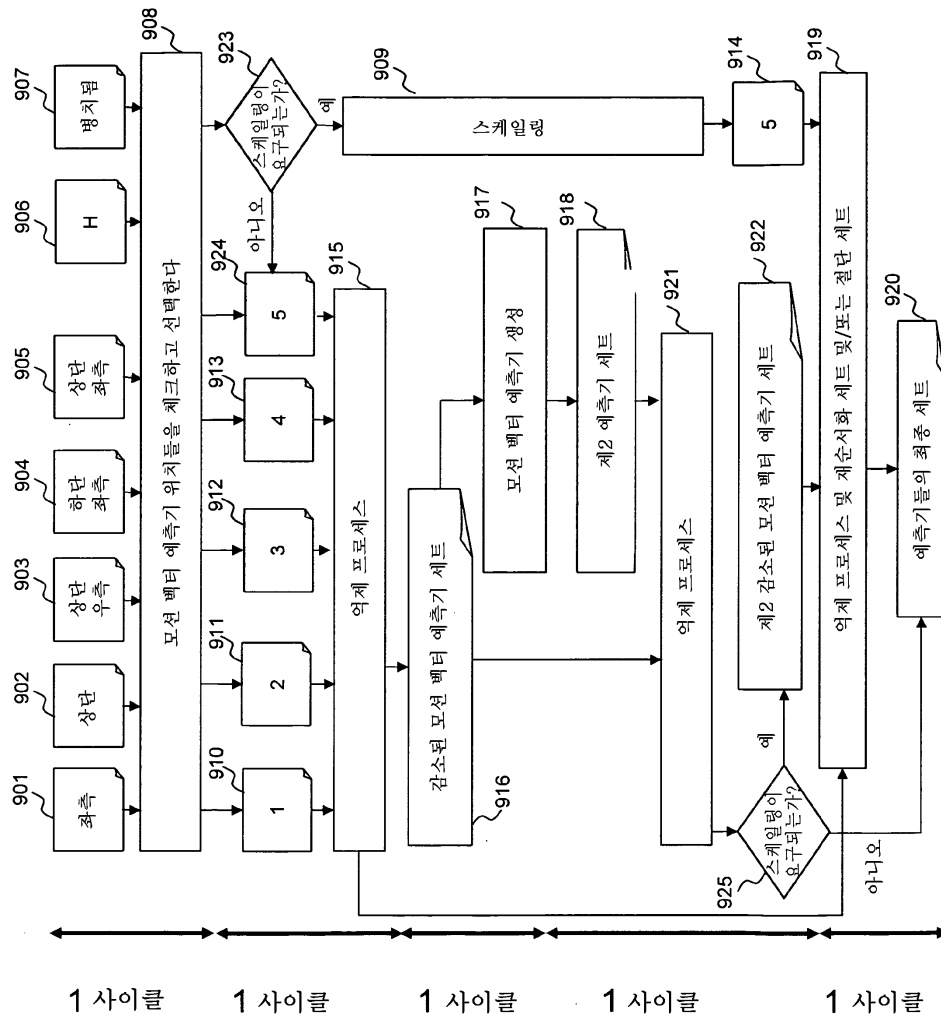 901
좌측
902
상단
903
상단
우측
904
하단
좌측
905
상단
좌측
906
H
907
병치됨
908
모션 벡터 예측기 위치들을 체크하고 선택한다
1 사이클
910
1
911
2
912
3
913
4
924
5
아니오
923
스케일링이
요구되는가?
예
909
스케일링
915
억제 프로세스
1 사이클
감소된 모션 벡터 예측기 세트
916
917
모션 벡터 예측기 생성
1 사이클
918
제2 예측기 세트
921
억제 프로세스
925
스케일링이
요구되는가?
예
아니오
922
제2 감소된 모션 벡터 예측기 세트
914
5
1 사이클
919
억제 프로세스 및 재순서화 세트 및/또는 절단 세트
920
예측기들의 최종 세트
1 사이클